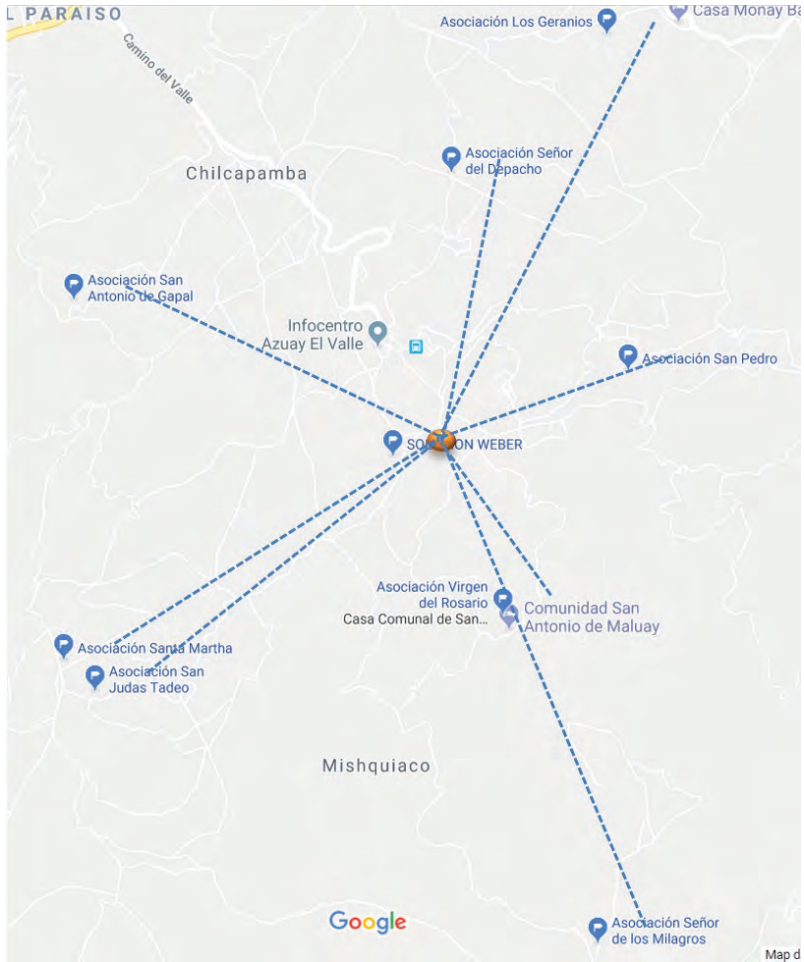 L PARAISO
Casa Monay Ba
Asociación Los Geranios
Camino del Valle
Asociación Señor
del Depacho
Chilcapamba
Asociación San
Antonio de Gapal
Infocentro
Azuay El Valle
Asociación San Pedro
WEBER
Asociación Virgen
del Rosario
Casa Comunal de San...
Comunidad San
Antonio de Maluay
Asociación Santa Martha
Asociación San
Judas Tadeo
Mishquiaco
Google
Asociación Señor
de los Milagros
Map d